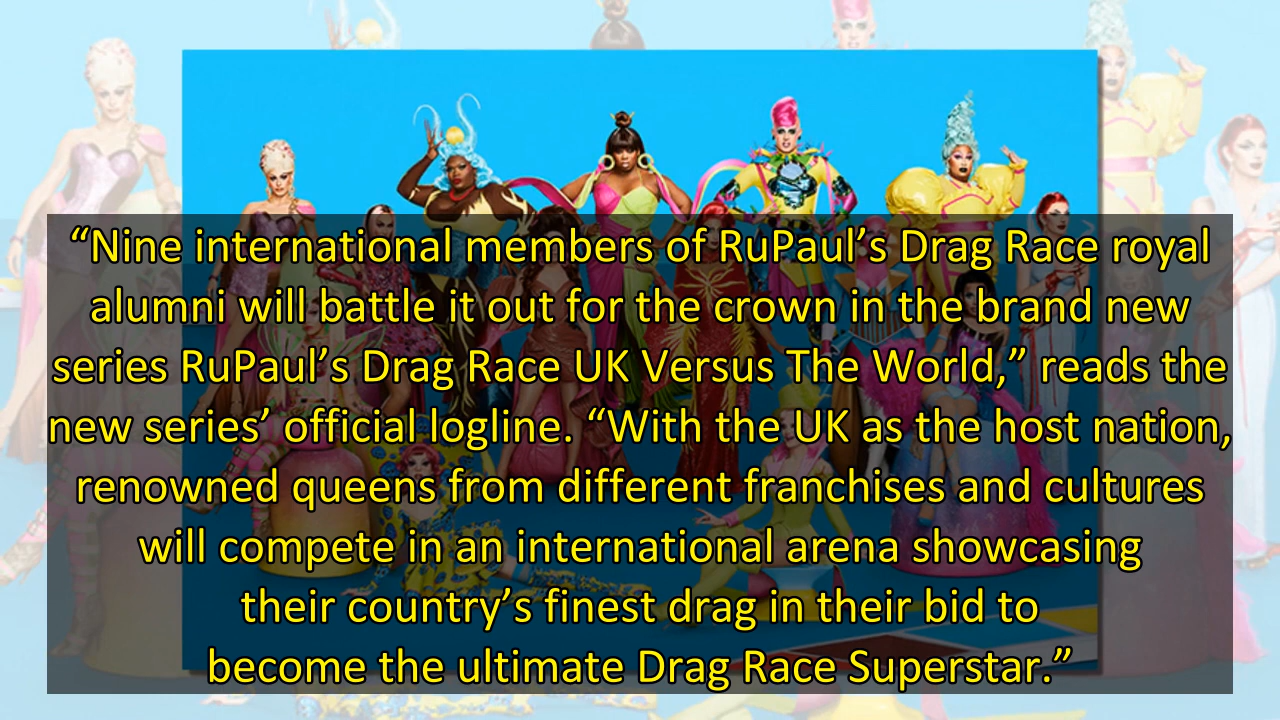 “Nine international members of RuPaul’s Drag Race royal
alumni will battle it out for the crown in the brand new
series RuPaul’s Drag Race UK Versus The World,” reads the
new series’ official logline. “With the UK as the host nation,
renowned queens from different franchises and cultures
will compete in an international arena showcasing
their country’s finest drag in their bid to
become the ultimate Drag Race Superstar.”